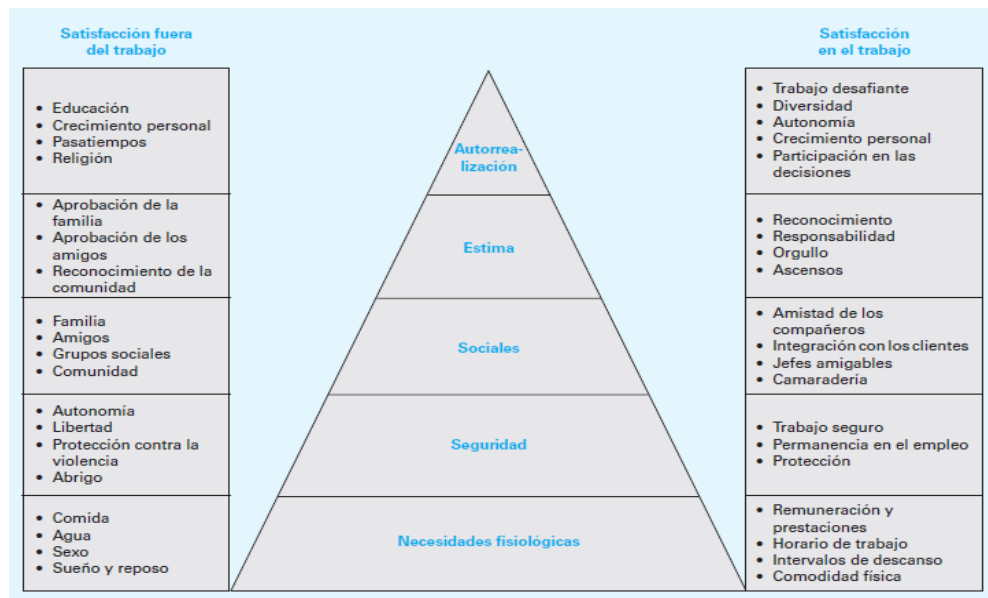 Satisfacción fuera
del trabajo
Satisfacción
en el trabajo
• Educación
• Crecimiento personal
• Pasatiempos
• Religión
Autorrea-
lización
• Trabajo desafiante
• Diversidad
• Autonomía
• Crecimiento personal
• Participación en las
decisiones
• Aprobación de la
familia
• Aprobación de los
amigos
• Reconocimiento de la
comunidad
Estima
• Reconocimiento
• Responsabilidad
• Orgullo
• Ascensos
• Familia
• Amigos
• Grupos sociales
• Comunidad
Sociales
• Amistad de los
compañeros
• Integración con los clientes
• Jefes amigables
• Camaradería
• Autonomía
• Libertad
• Protección contra la
violencia
• Abrigo
Seguridad
• Trabajo seguro
• Permanencia en el empleo
• Protección
• Comida
• Agua
• Sexo
• Sueño y reposo
Necesidades fisiológicas
• Remuneración y
prestaciones
• Horario de trabajo
• Intervalos de descanso
• Comodidad física